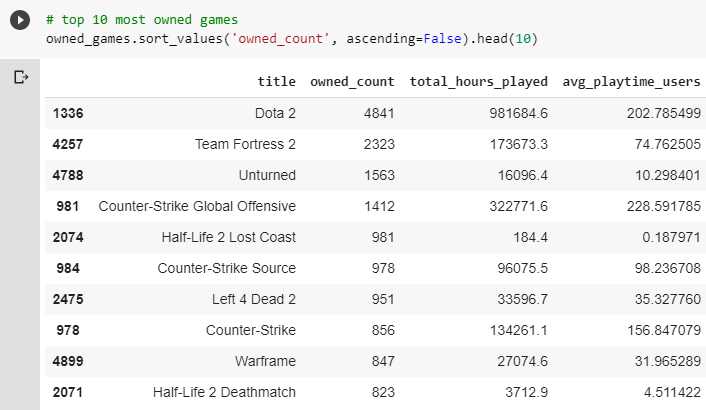 # top 10 most owned games
owned_games.sort_values('owned_count', ascending=False).head(10)
title owned_count total_hours_played avg_playtime_users
1336 Dota 2 4841 981684.6 202.785499
4257 Team Fortress 2 2323 173673.3 74.762505
4788 Unturned 1563 16096.4 10.298401
981 Counter-Strike Global Offensive 1412 322771.6 228.591785
2074 Half-Life 2 Lost Coast 981 184.4 0.187971
984 Counter-Strike Source 978 96075.5 98.236708
2475 Left 4 Dead 2 951 33596.7 35.327760
978 Counter-Strike 856 134261.1 156.847079
4899 Warframe 847 27074.6 31.965289
2071 Half-Life 2 Deathmatch 823 3712.9 4.511422